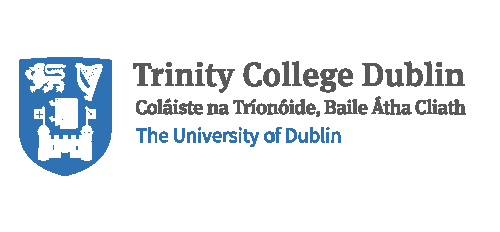 Trinity College Dublin
Coláiste na Tríonóide, Baile Átha Cliath
The University of Dublin